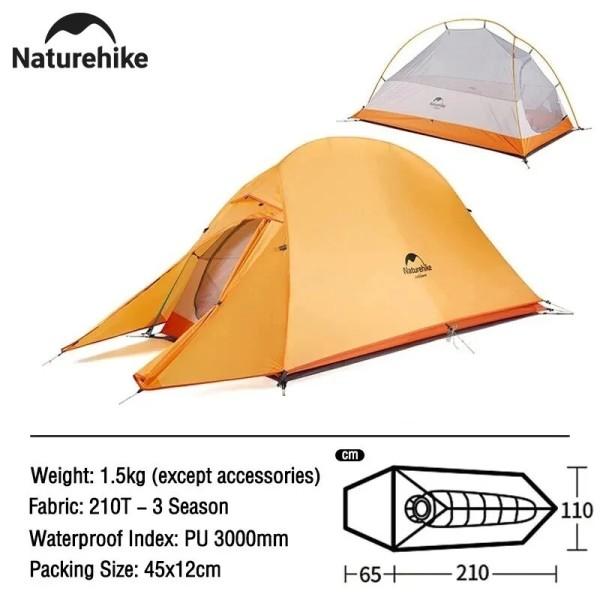 Naturehike
Naturehike
Naturehike
Weight: 1.5kg (except accessories)
Fabric: 210T – 3 Season
Waterproof Index: PU 3000mm
Packing Size: 45x12cm
cm
110
65
210